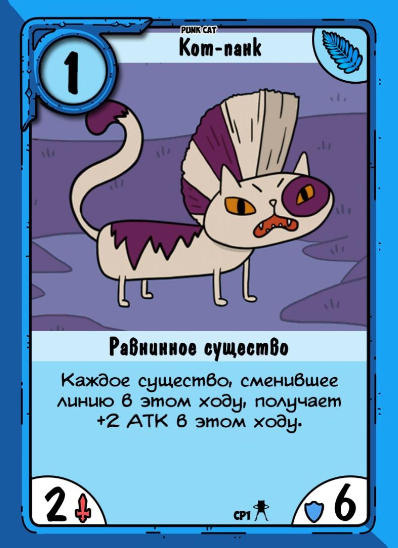 PUNK CAT
1
Кот-панк
Равнинное существо
Каждое существо, сменившее
линию в этом ходу, получает
+2 АТК в этом ходу.
2
CP1
6